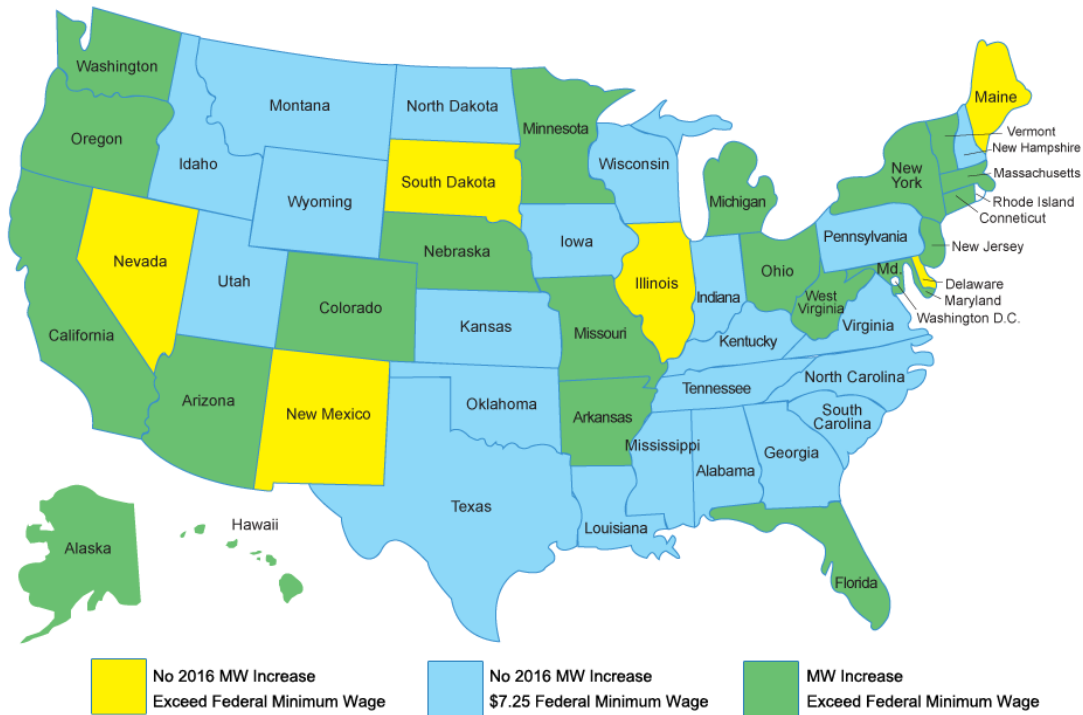 Washington
Montana
North Dakota
Minnesota
Maine
Oregon
Idaho
Wyoming
South Dakota
Wisconsin
Michigan
New
York
Vermont
New Hampshire
Massachusetts
Rhode Island
Conneticut
Nevada
Utah
Colorado
Nebraska
Iowa
Illinois
Indiana
Ohio
Pennsylvania
New Jersey
Md.
Delaware
Maryland
Washington D.C.
California
Kansas
Missouri
West
Virginia
Virginia
Kentucky
Arizona
New Mexico
Oklahoma
Arkansas
Tennessee
North Carolina
South
Carolina
Mississippi
Alabama
Georgia
Texas
Louisiana
Florida
Alaska
Hawaii
No 2016 MW Increase
Exceed Federal Minimum Wage
No 2016 MW Increase
$7.25 Federal Minimum Wage
MW Increase
Exceed Federal Minimum Wage